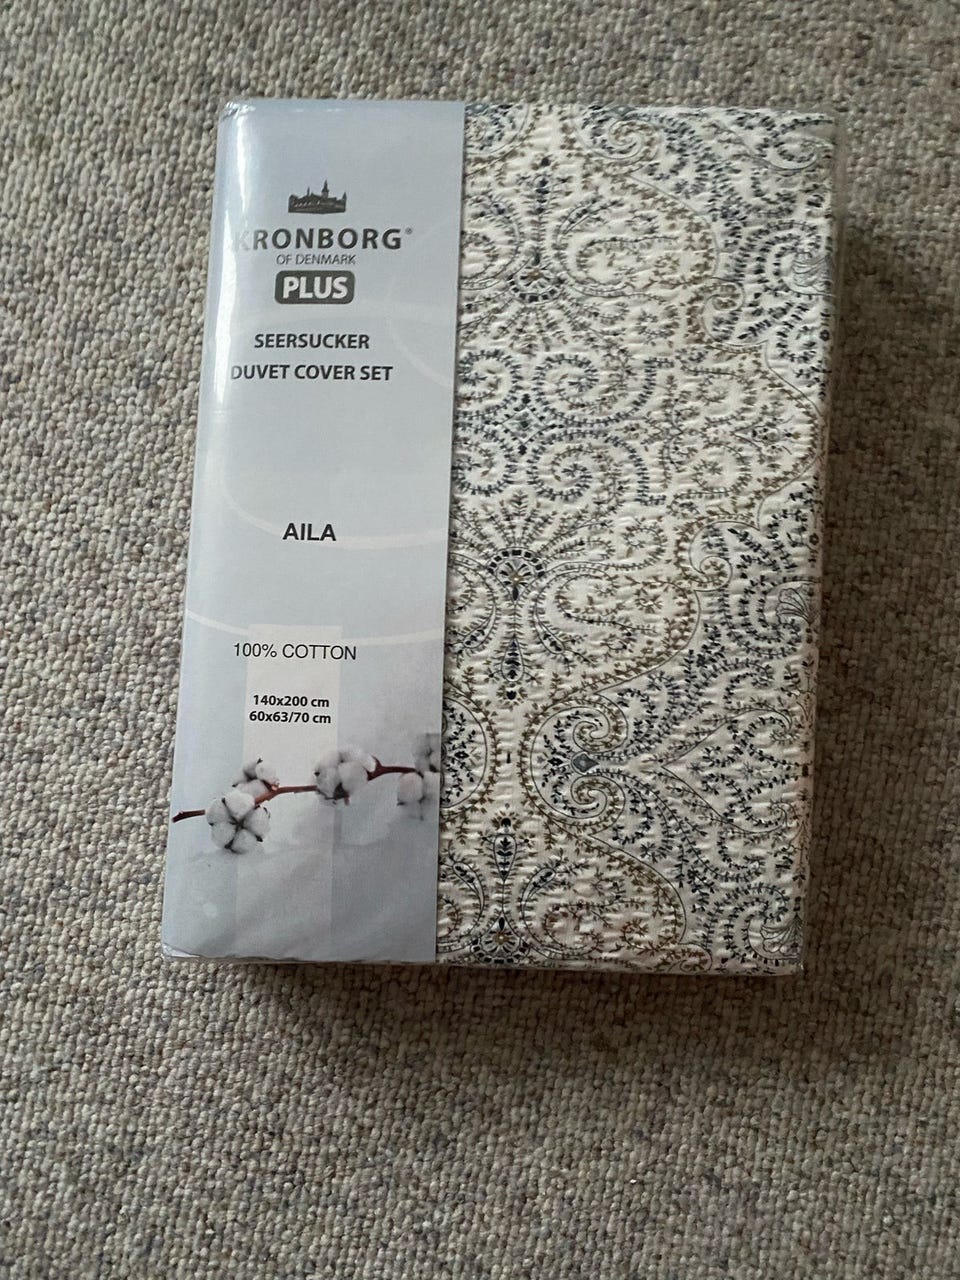 KRONBORG®
OF DENMARK
PLUS
SEERSUCKER
DUVET COVER SET
AILA
100% COTTON
140x200 cm
60x63/70 cm